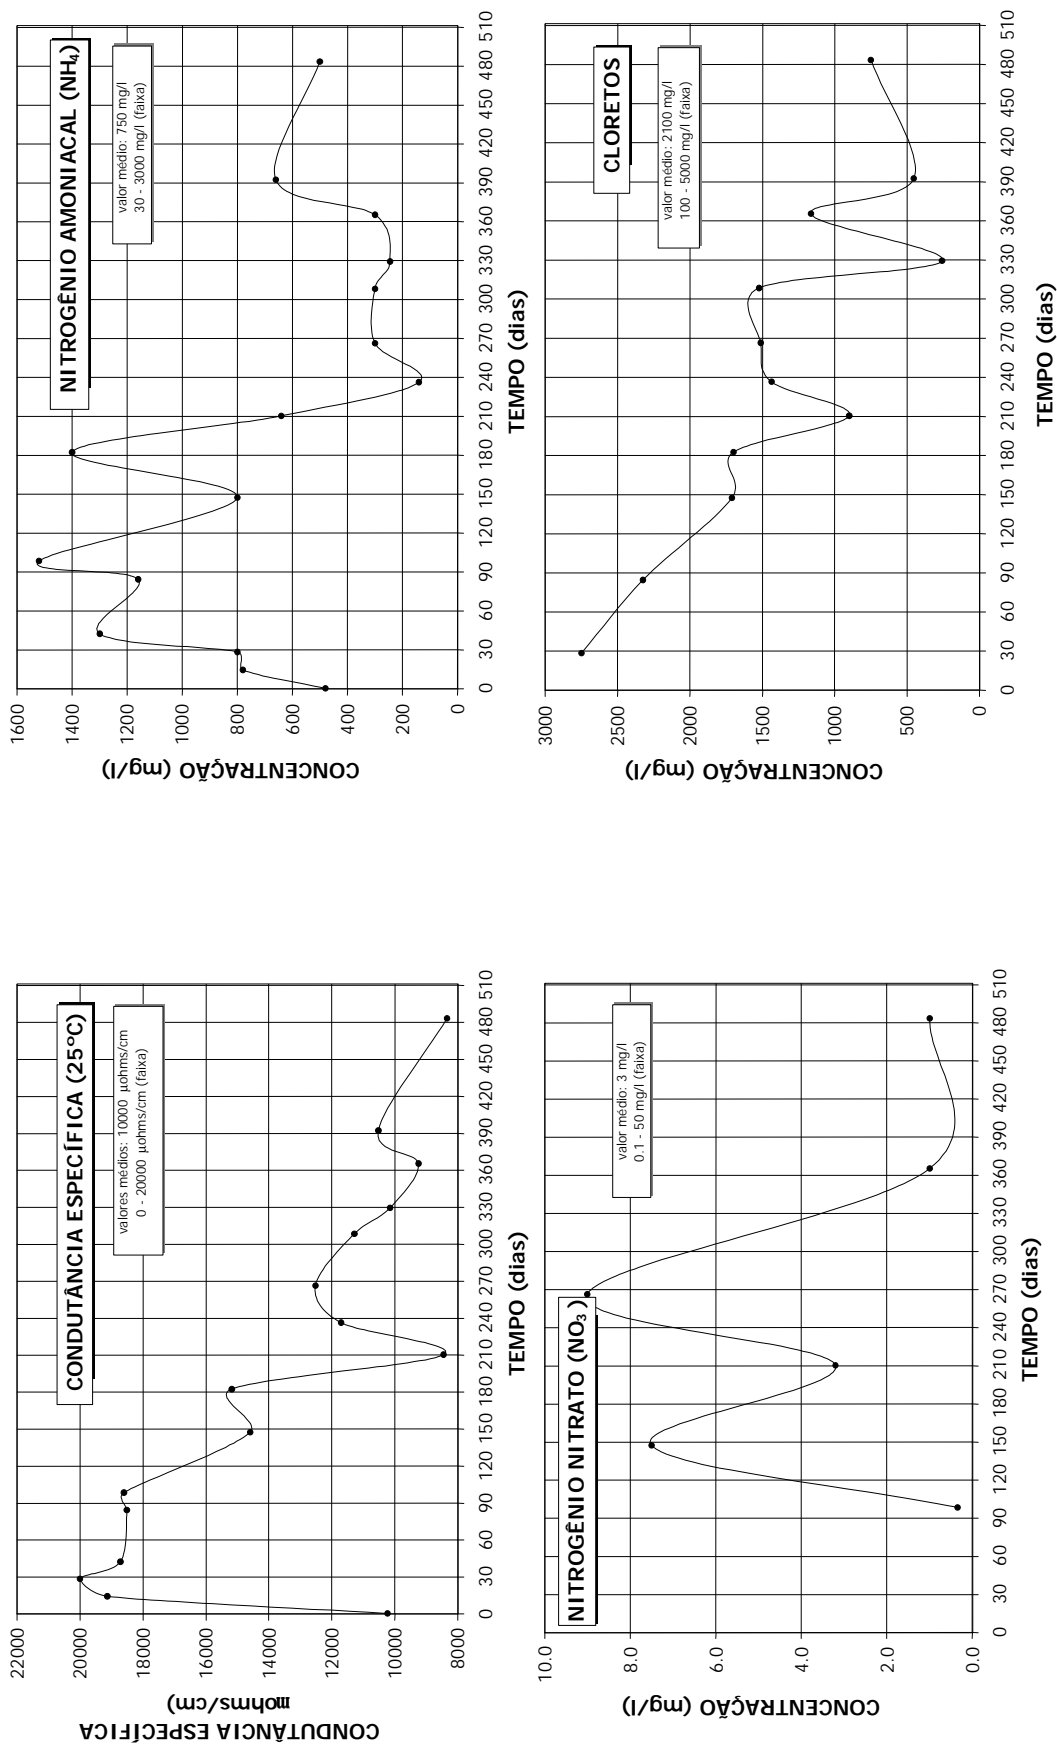 CONDUTÂNCIA ESPECÍFICA (25°C)
valores médios: 10000 µohms/cm
0 - 20000 µohms/cm (faixa)
CONDUTÂNCIA ESPECÍFICA
mohms/cm)
22000
20000
18000
16000
14000
12000
10000
8000
0 30 60 90 120 150 180 210 240 270 300 330 360 390 420 450 480 510
TEMPO (dias)
NITROGÊNIO AMONIACAL (NH4)
valor médio: 750 mg/l
30 - 3000 mg/l (faixa)
CONCENTRAÇÃO (mg/l)
1600
1400
1200
1000
800
600
400
200
0
0 30 60 90 120 150 180 210 240 270 300 330 360 390 420 450 480 510
TEMPO (dias)
NITROGÊNIO NITRATO (NO3)
valor médio: 3 mg/l
0.1 - 50 mg/l (faixa)
CONCENTRAÇÃO (mg/l)
10.0
8.0
6.0
4.0
2.0
0.0
0 30 60 90 120 150 180 210 240 270 300 330 360 390 420 450 480 510
TEMPO (dias)
CLORETOS
valor médio: 2100 mg/l
100 - 5000 mg/l (faixa)
CONCENTRAÇÃO (mg/l)
3000
2500
2000
1500
1000
500
0
0 30 60 90 120 150 180 210 240 270 300 330 360 390 420 450 480 510
TEMPO (dias)